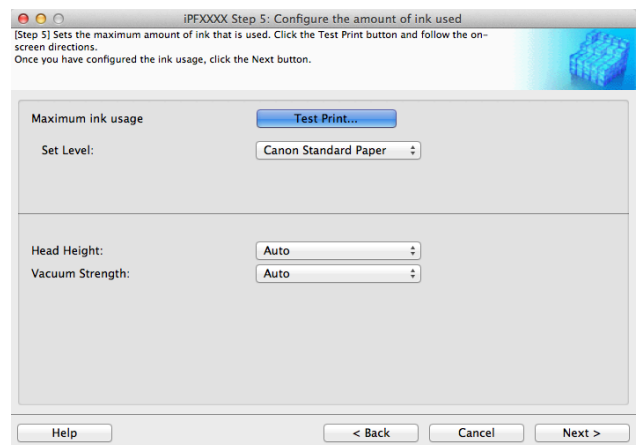 iPFXXXX Step 5: Configure the amount of ink used
[Step 5] Sets the maximum amount of ink that is used. Click the Test Print button and follow the on-
screen directions.
Once you have configured the ink usage, click the Next button.
Maximum ink usage Test Print...
Set Level: Canon Standard Paper
Head Height: Auto
Vacuum Strength: Auto
Help < Back Cancel Next >